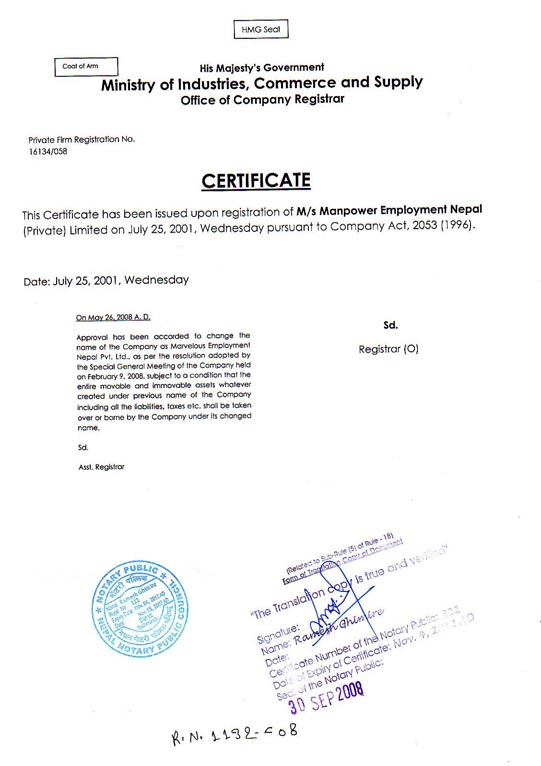 HMG Seal
Coat of Arm
His Majesty's Government
Ministry of Industries, Commerce and Supply
Office of Company Registrar
Private Firm Registration No.
16134/058
CERTIFICATE
This Certificate has been issued upon registration of M/s Manpower Employment Nepal
(Private) Limited on July 25, 2001, Wednesday pursuant to Company Act, 2053 (1996).
Date: July 25, 2001, Wednesday
On May 26, 2008 A. D.
Approval has been accorded to change the
name of the Company as Marvelous Employment
Nepal Pvt. Ltd., as per the resolution adopted by
the Special General Meeting of the Company held
on February 9, 2008, subject to a condition that the
entire movable and immovable assets whatever
created under previous name of the Company
including all the liabilities, taxes etc. shall be taken
over or borne by the Company under its changed
name.
Sd.
Asst. Registrar
Sd.
Registrar (O)
NOTARY PUBLIC
NEPAL NOTARY PUBLIC COUNCIL
Name Ramesh Ghimire
(Related to Sub-Rule (5) of Rule - 18)
Form of Translation Copy of Document
"The Translation copy is true and verified"
Signature:
Name: Ramesh Ghimire
Date:
Certificate Number of the Notary Public: 322
Date of Expiry of Certificate: Nov. 4, AD
Seal of the Notary Public:
30 SEP 2008
R. N. 1192-08